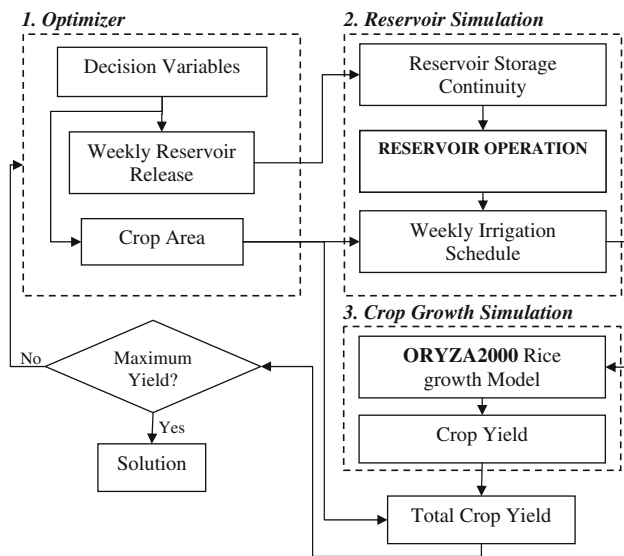 1. Optimizer
Decision Variables
Weekly Reservoir
Release
Crop Area
2. Reservoir Simulation
Reservoir Storage
Continuity
RESERVOIR OPERATION
Weekly Irrigation
Schedule
3. Crop Growth Simulation
ORYZA2000 Rice
growth Model
Crop Yield
Total Crop Yield
Maximum
Yield?
No
Yes
Solution